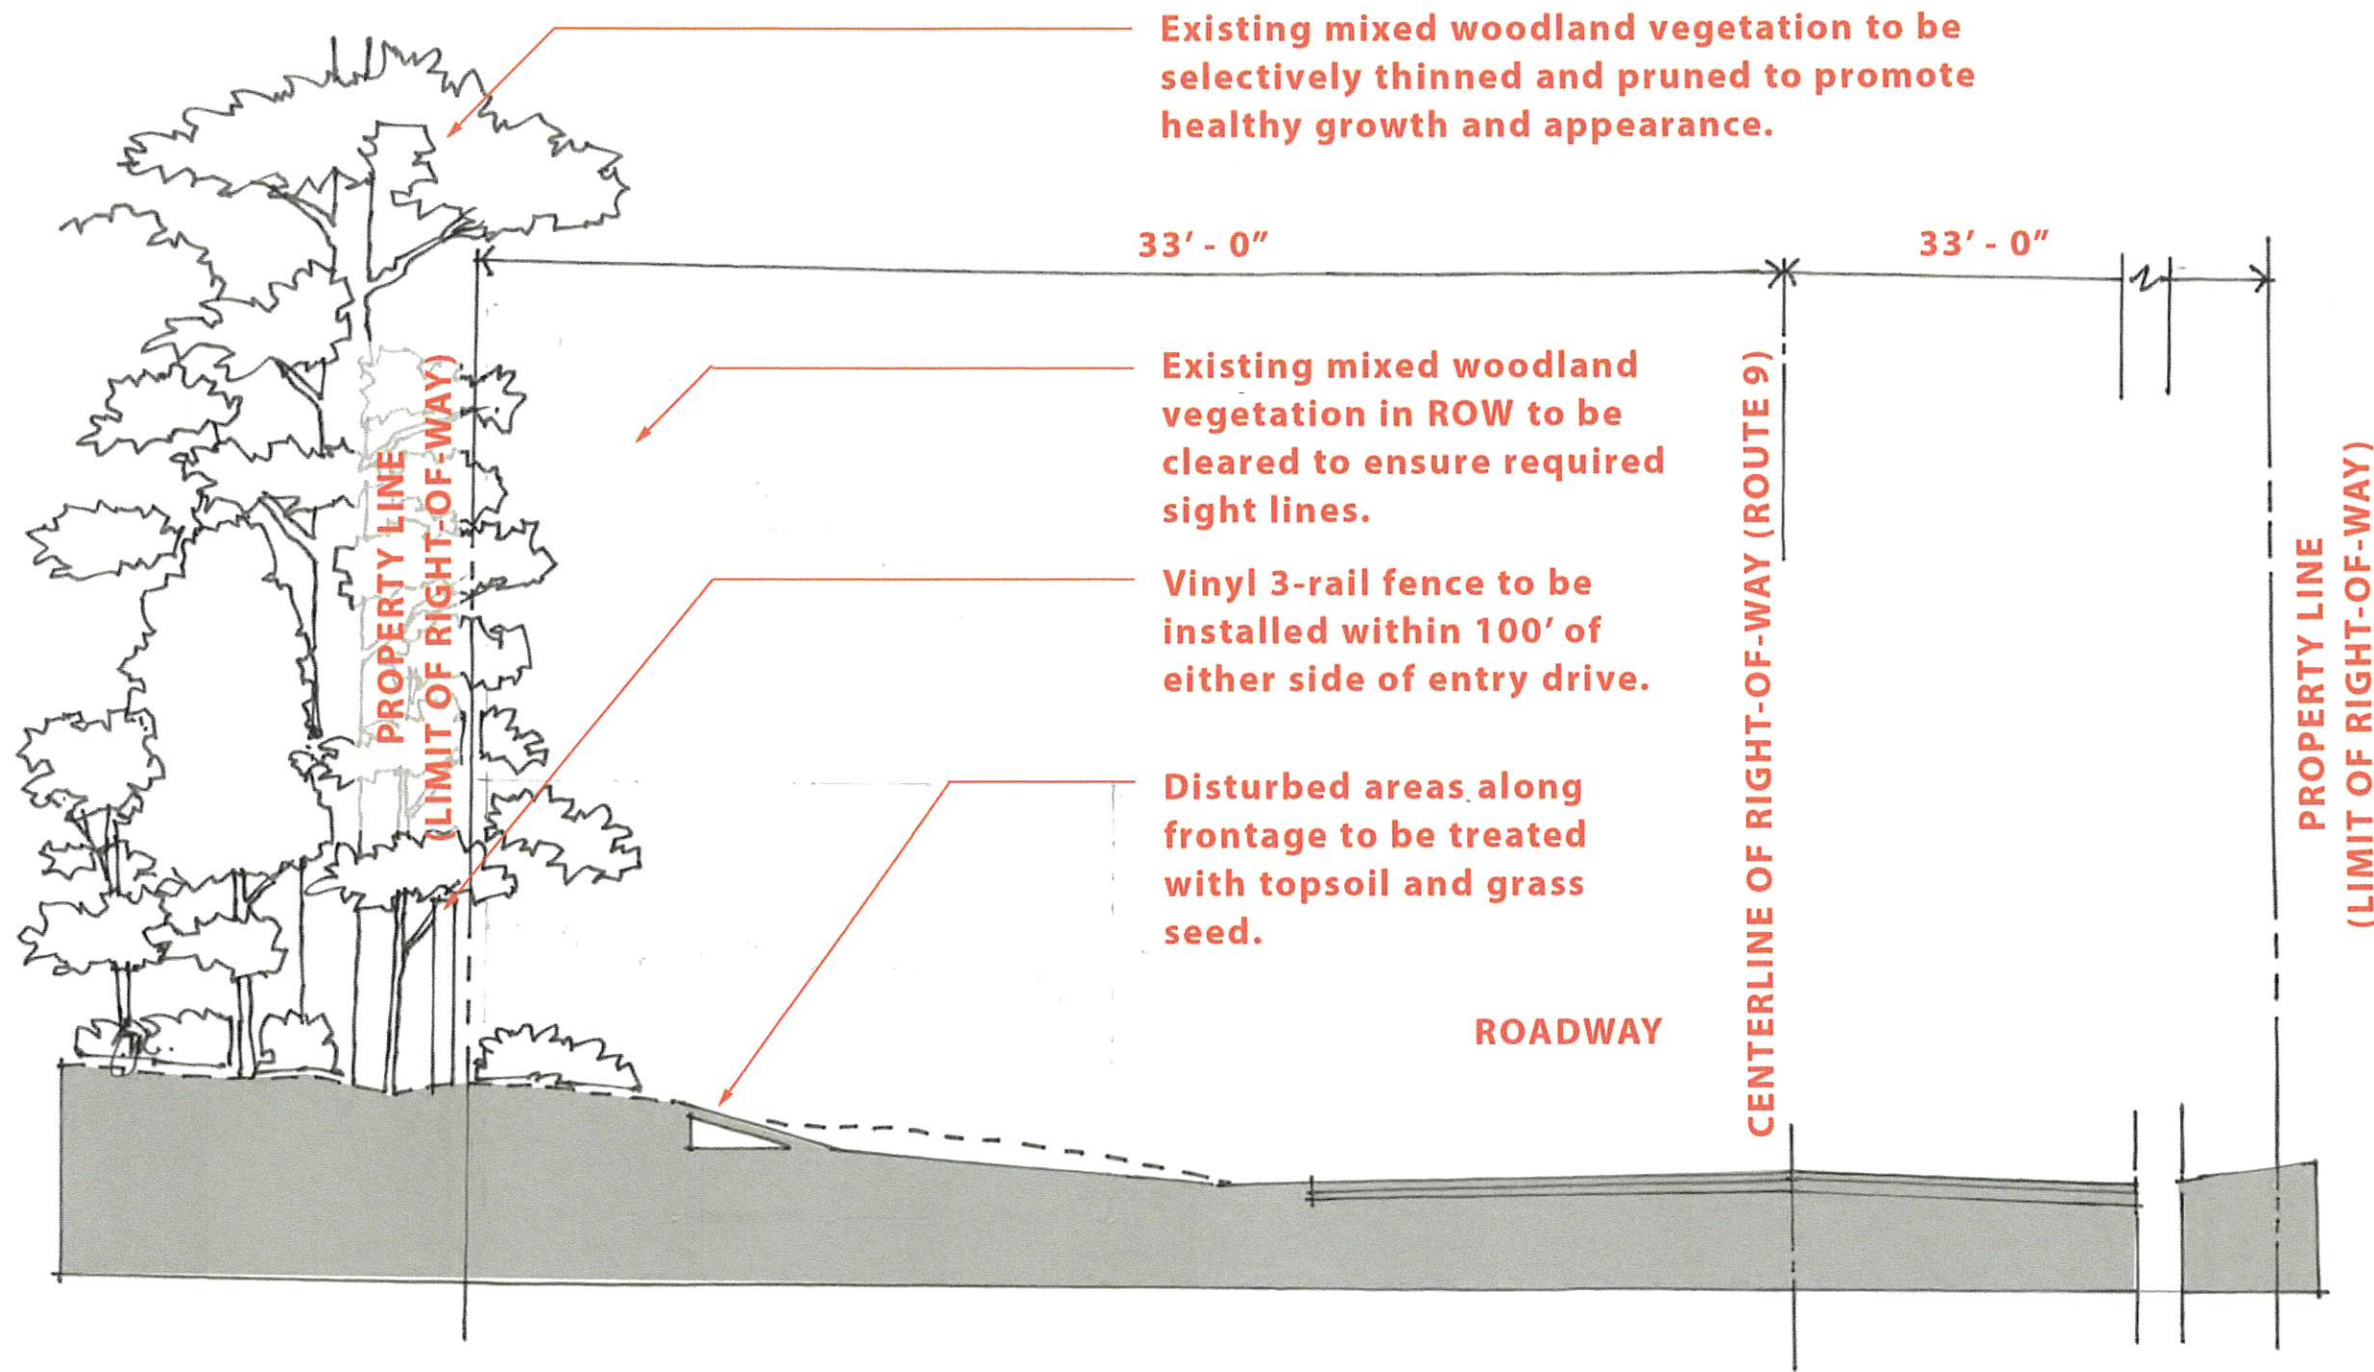 Existing mixed woodland vegetation to be
selectively thinned and pruned to promote
healthy growth and appearance.
33' - 0"
33' - 0"
Existing mixed woodland
vegetation in ROW to be
cleared to ensure required
sight lines.
Vinyl 3-rail fence to be
installed within 100' of
either side of entry drive.
Disturbed areas along
frontage to be treated
with topsoil and grass
seed.
ROADWAY
PROPERTY LINE
(LIMIT OF RIGHT-OF-WAY)
CENTERLINE OF RIGHT-OF-WAY (ROUTE 9)
PROPERTY LINE
(LIMIT OF RIGHT-OF-WAY)